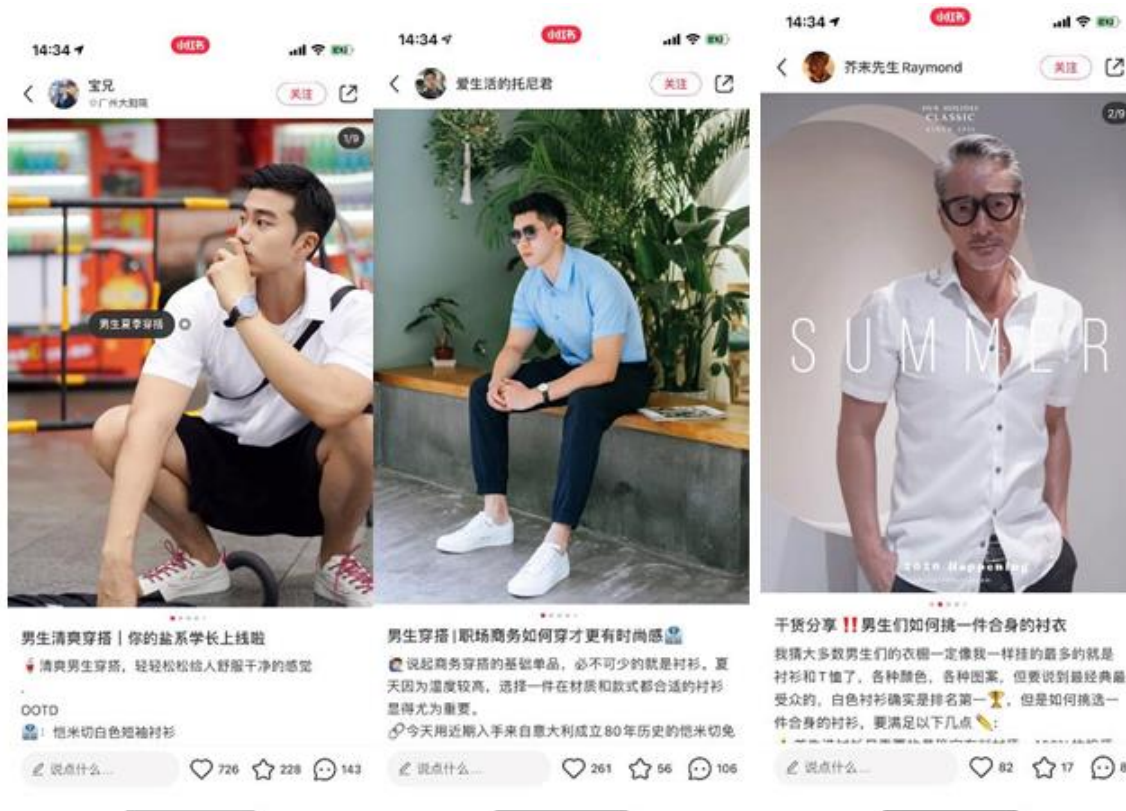 14:34
小红书
宝兄
广州大剧院
关注
1/9
男生夏季穿搭
男生清爽穿搭｜你的盐系学长上线啦
清爽男生穿搭，轻轻松松给人舒服干净的感觉
.
OOTD
：恺米切白色短袖衬衫
说点什么...
726
228
143
14:34
小红书
爱生活的托尼君
关注
男生穿搭|职场商务如何穿才更有时尚感
说起商务穿搭的基础单品，必不可少的就是衬衫。夏
天因为温度较高，选择一件在材质和款式都合适的衬衫
显得尤为重要。
今天用近期入手来自意大利成立80年历史的恺米切免
说点什么...
261
56
106
14:34
小红书
芥末先生Raymond
关注
2/9
CLASSIC
SUMMER
2020 Happening
干货分享‼️男生们如何挑一件合身的衬衣
我猜大多数男生们的衣橱一定像我一样挂的最多的就是
衬衫和T恤了，各种颜色，各种图案，但要说到最经典最
受众的，白色衬衫确实是排名第一，但是如何挑选一
件合身的衬衫，要满足以下几点：
说点什么...
82
17
8